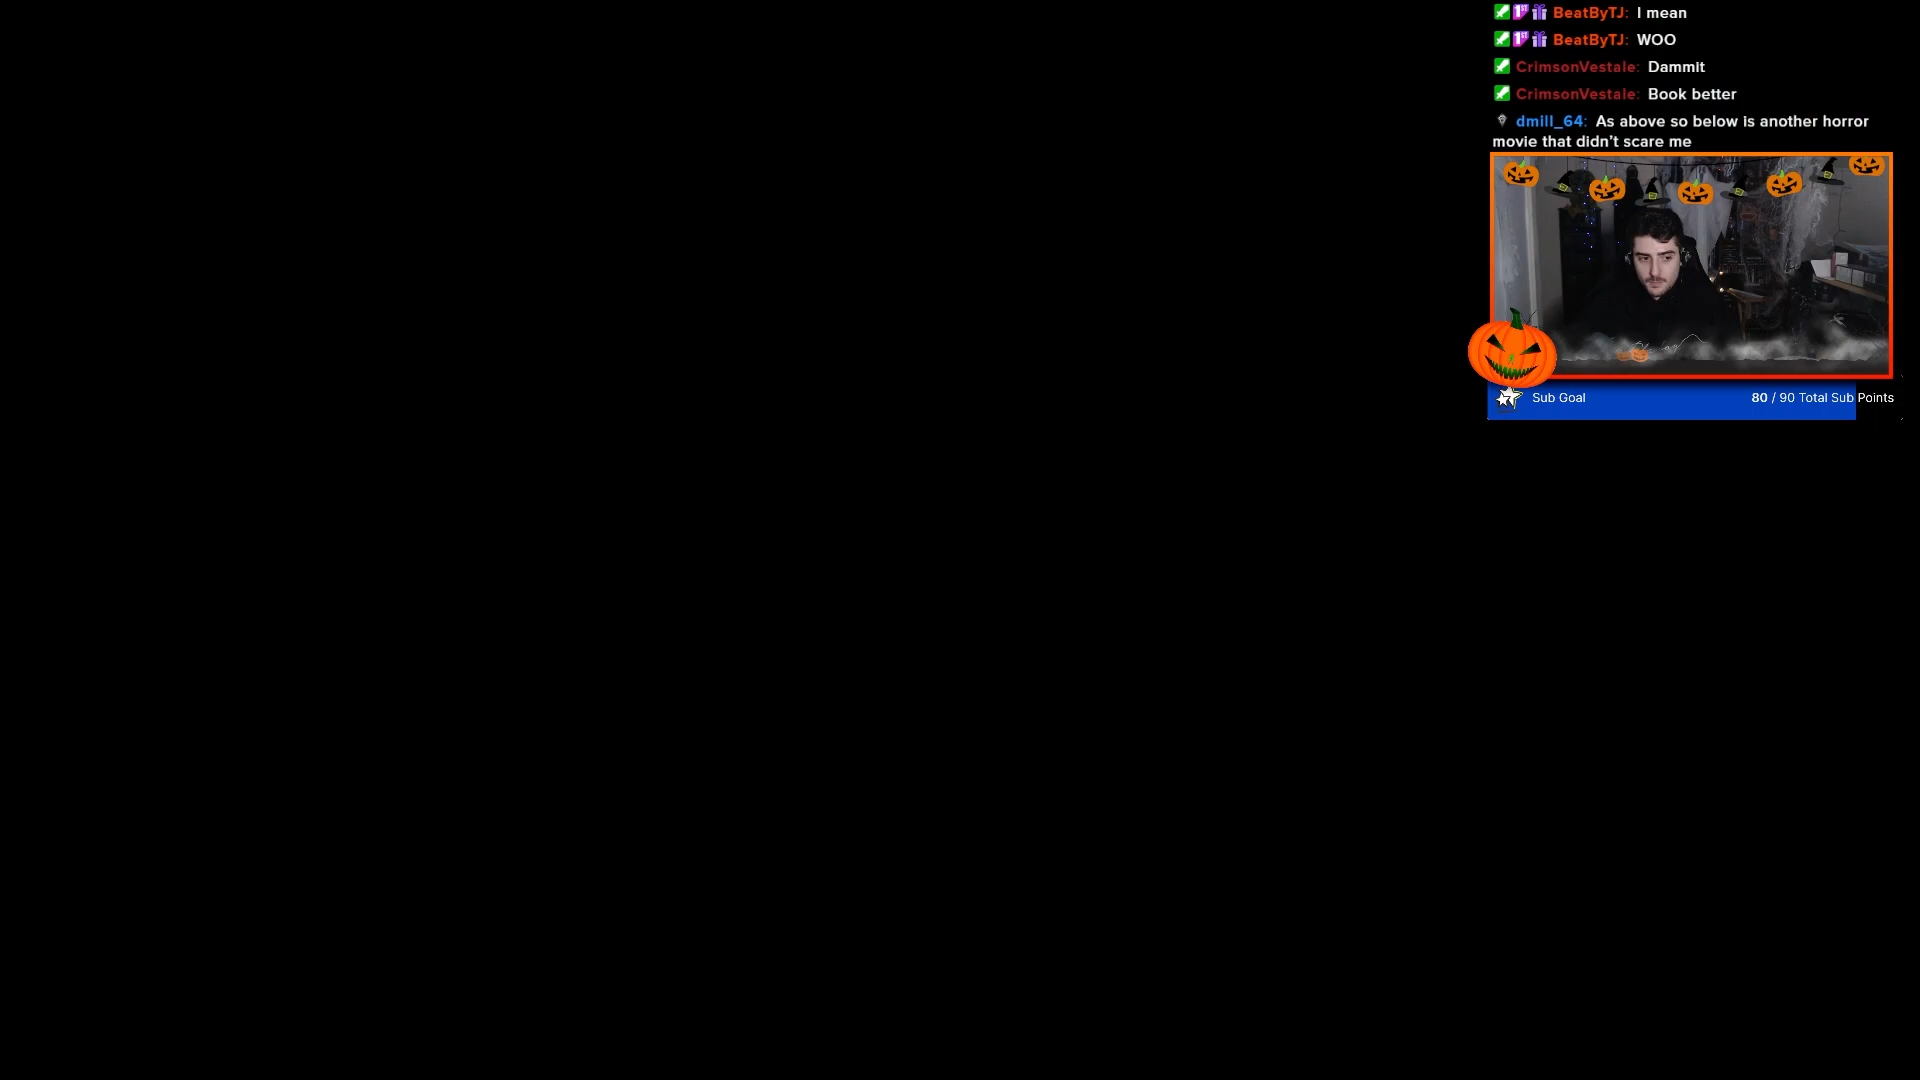 BeatByTJ: I mean
BeatByTJ: WOO
CrimsonVestale: Dammit
CrimsonVestale: Book better
dmill_64: As above so below is another horror
movie that didn't scare me
Sub Goal 80 / 90 Total Sub Points